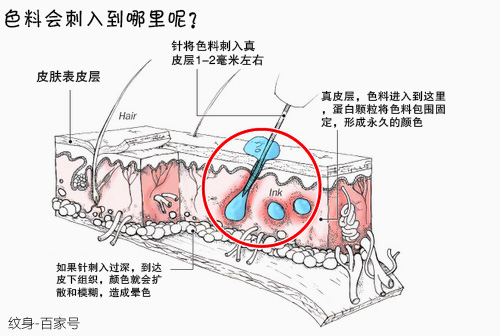 色料会刺入到哪里呢?
针将色料刺入真
皮层1-2毫米左右
皮肤表皮层
Hair
真皮层，色料进入到这里
，蛋白颗粒将色料包围固
定，形成永久的颜色
Ink
如果针刺入过深，到达
皮下组织，颜色就会扩
散和模糊，造成晕色
纹身-百家号